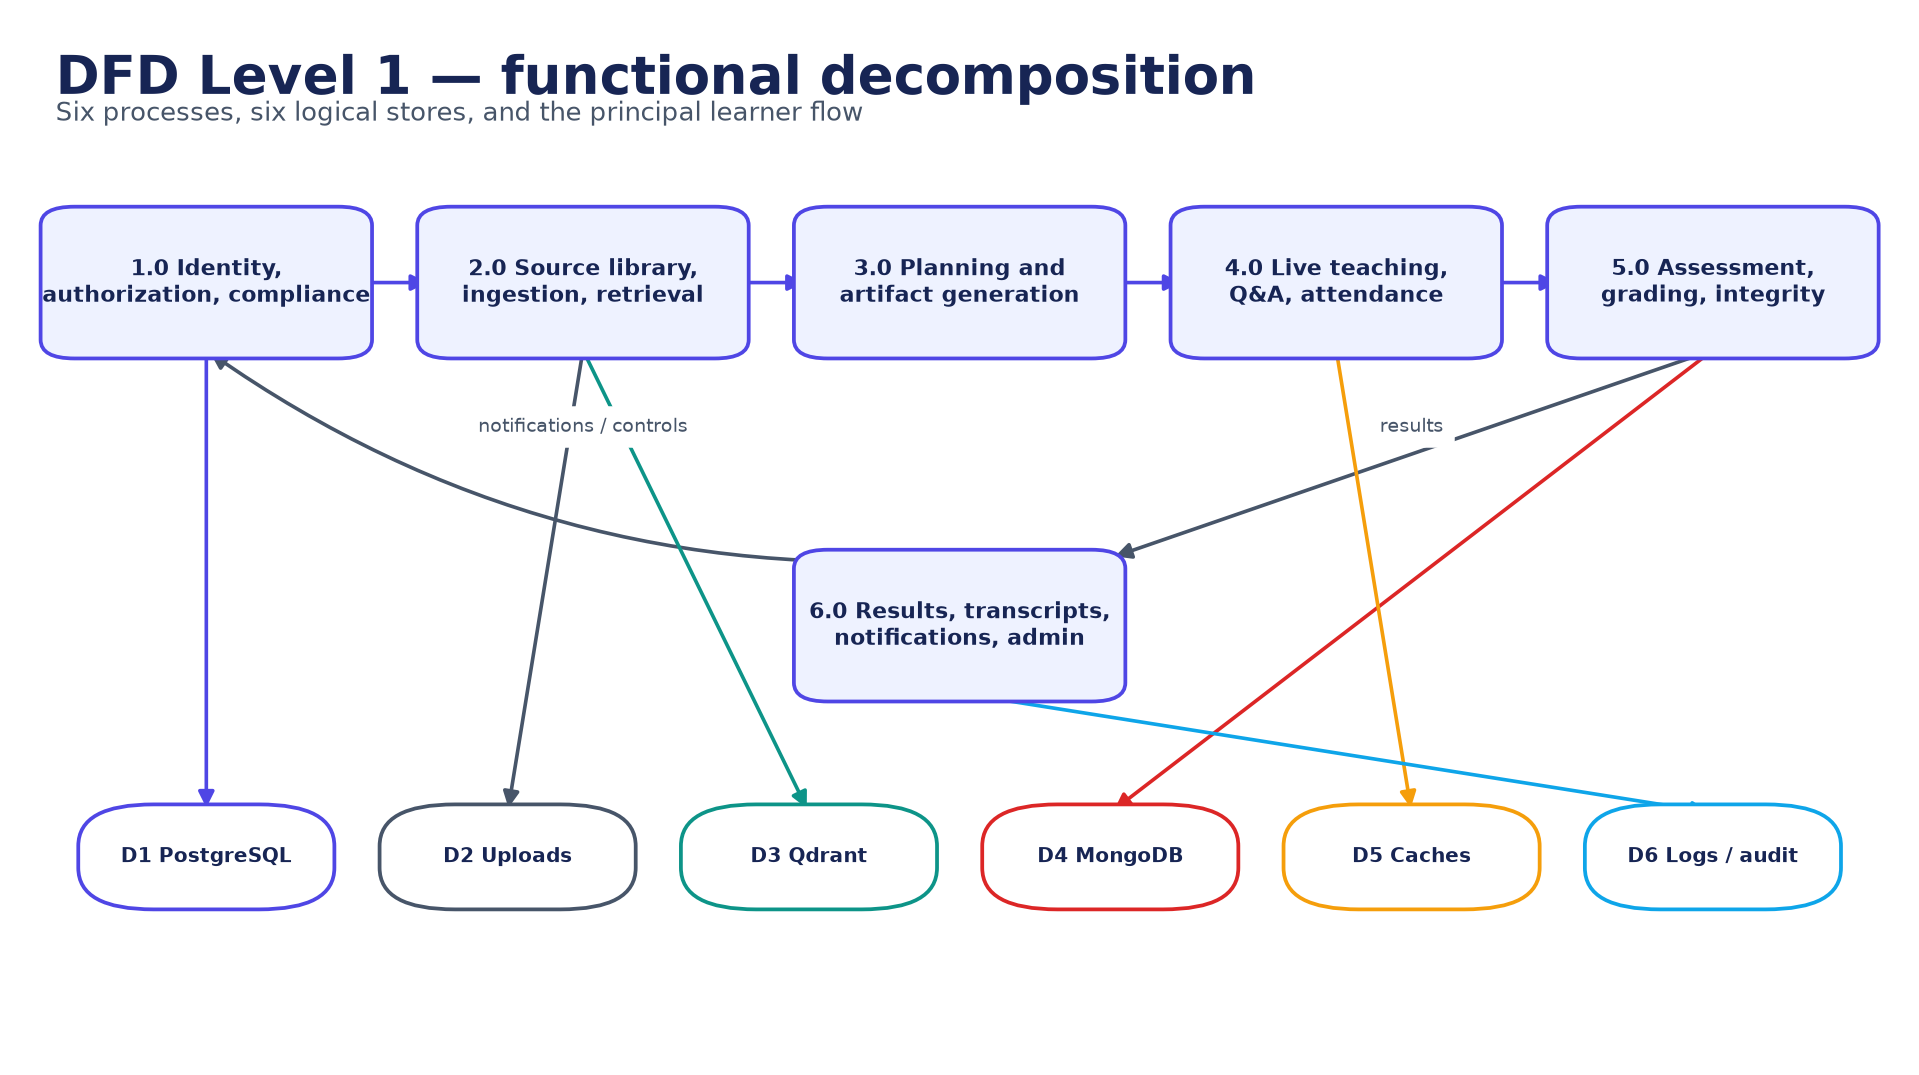 DFD Level 1 — functional decomposition
Six processes, six logical stores, and the principal learner flow
1.0 Identity,
authorization, compliance
2.0 Source library,
ingestion, retrieval
3.0 Planning and
artifact generation
4.0 Live teaching,
Q&A, attendance
5.0 Assessment,
grading, integrity
notifications / controls
results
6.0 Results, transcripts,
notifications, admin
D1 PostgreSQL
D2 Uploads
D3 Qdrant
D4 MongoDB
D5 Caches
D6 Logs / audit